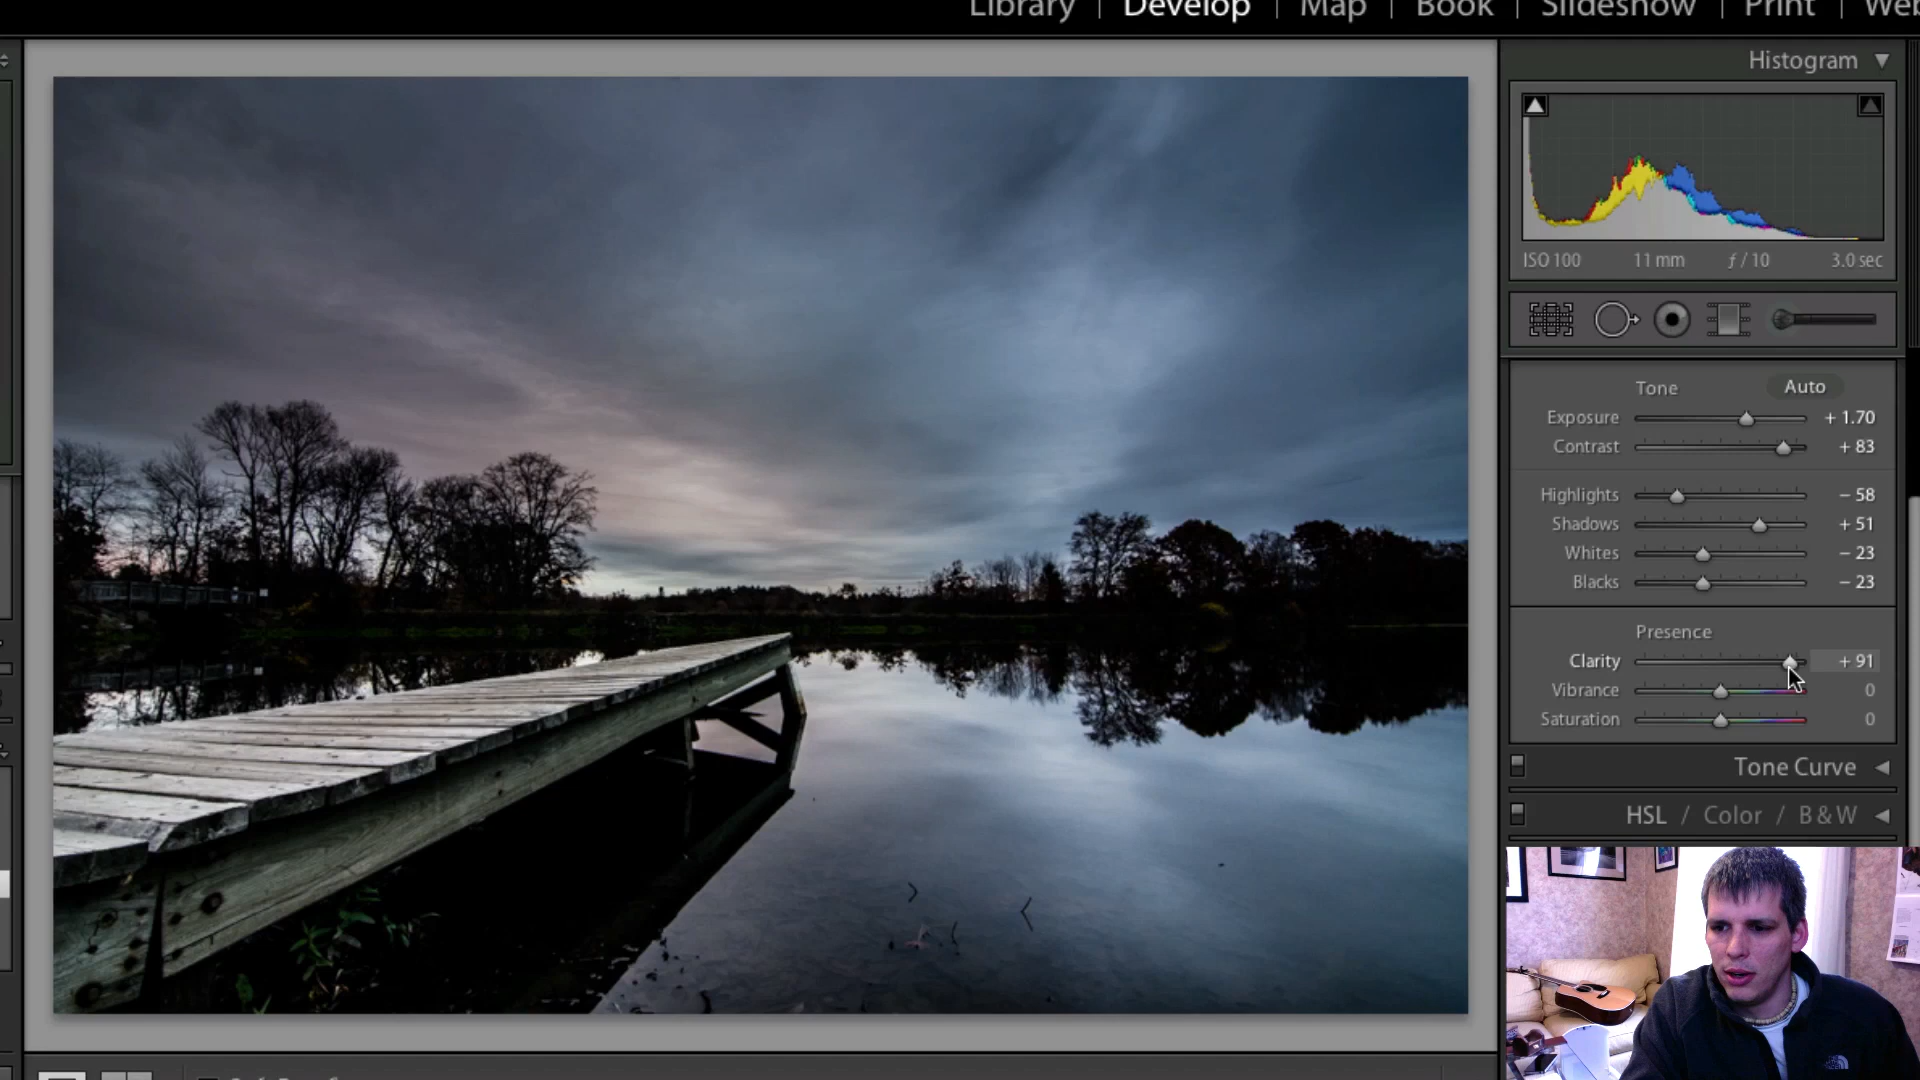 Library | Develop | Map | Book | Slideshow | Print | Web
Histogram
ISO 100 11 mm ƒ / 10 3.0 sec
Tone Auto
Exposure + 1.70
Contrast + 83
Highlights – 58
Shadows + 51
Whites – 23
Blacks – 23
Presence
Clarity + 91
Vibrance 0
Saturation 0
Tone Curve
HSL / Color / B & W